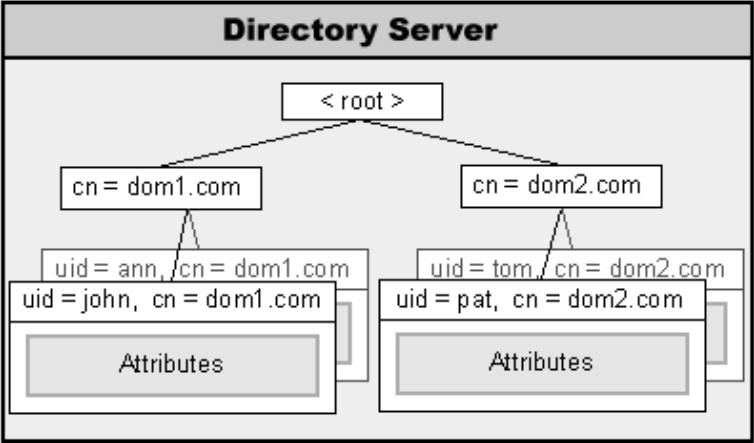 Directory Server
< root >
cn = dom1.com
cn = dom2.com
uid = ann, cn = dom1.com
uid = tom, cn = dom2.com
uid = john, cn = dom1.com
uid = pat, cn = dom2.com
Attributes
Attributes